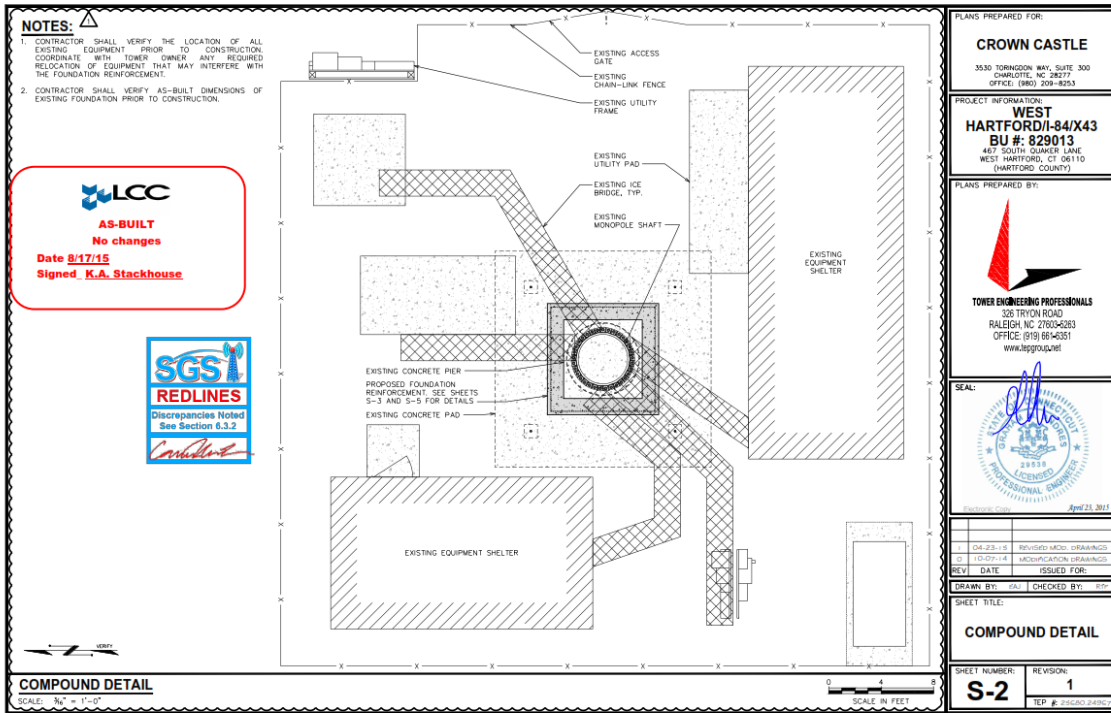 NOTES:
1. CONTRACTOR SHALL VERIFY THE LOCATION OF ALL
EXISTING EQUIPMENT PRIOR TO CONSTRUCTION.
COORDINATE WITH TOWER OWNER ANY REQUIRED
RELOCATION OF EQUIPMENT THAT MAY INTERFERE WITH
THE FOUNDATION REINFORCEMENT.
2. CONTRACTOR SHALL VERIFY AS-BUILT DIMENSIONS OF
EXISTING FOUNDATION PRIOR TO CONSTRUCTION.
LCC
AS-BUILT
No changes
Date 8/17/15
Signed_ K.A. Stackhouse
SGS
REDLINES
Discrepancies Noted
See Section 6.3.2
EXISTING ACCESS
GATE
EXISTING
CHAIN-LINK FENCE
EXISTING UTILITY
FRAME
EXISTING
UTILITY PAD
EXISTING ICE
BRIDGE, TYP.
EXISTING
MONOPOLE SHAFT
EXISTING
EQUIPMENT
SHELTER
EXISTING CONCRETE PIER
PROPOSED FOUNDATION
REINFORCEMENT. SEE SHEETS
S-3 AND S-5 FOR DETAILS
EXISTING CONCRETE PAD
EXISTING EQUIPMENT SHELTER
VERIFY
COMPOUND DETAIL
SCALE: 3/16" = 1'-0"
0 4 8
SCALE IN FEET
PLANS PREPARED FOR:
CROWN CASTLE
3530 TORINGDON WAY, SUITE 300
CHARLOTTE, NC 28277
OFFICE: (980) 209-8253
PROJECT INFORMATION:
WEST
HARTFORD/I-84/X43
BU #: 829013
467 SOUTH QUAKER LANE
WEST HARTFORD, CT 06110
(HARTFORD COUNTY)
PLANS PREPARED BY:
TOWER ENGINEERING PROFESSIONALS
326 TRYON ROAD
RALEIGH, NC 27603-5263
OFFICE: (919) 661-6351
www.tepgroup.net
SEAL:
STATE OF CONNECTICUT
29538
LICENSED
PROFESSIONAL ENGINEER
Electronic Copy
April 23, 2015
1 04-23-15 REVISED MOD. DRAWINGS
0 10-07-14 MODIFICATION DRAWINGS
REV DATE ISSUED FOR:
DRAWN BY: CHECKED BY:
SHEET TITLE:
COMPOUND DETAIL
SHEET NUMBER:
S-2
REVISION:
1
TEP #: